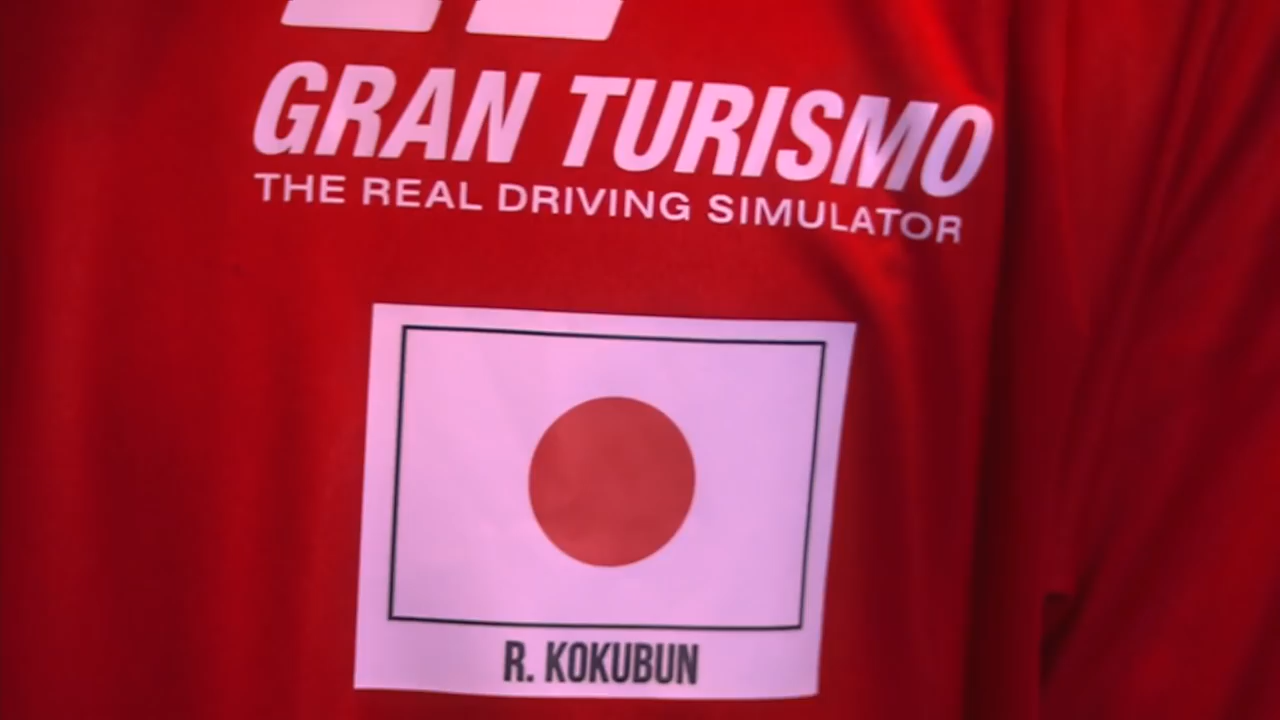 GRAN TURISMO
THE REAL DRIVING SIMULATOR
R. KOKUBUN